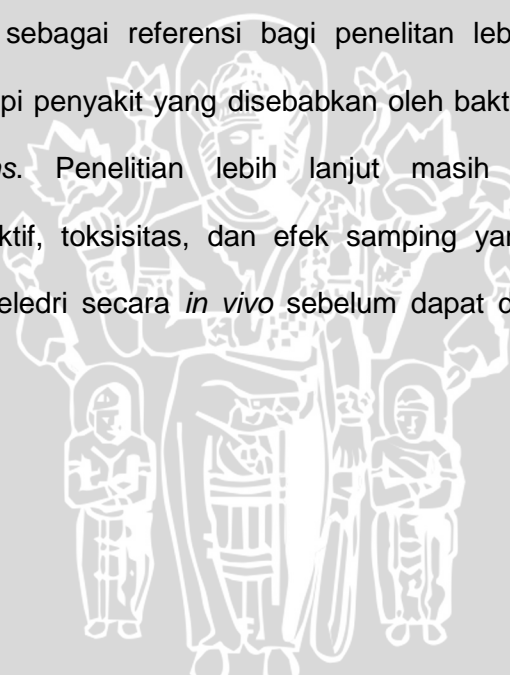 sebagai referensi bagi penelitan leb
pi penyakit yang disebabkan oleh bakt
ns. Penelitian lebih lanjut masih
ktif, toksisitas, dan efek samping yan
eledri secara in vivo sebelum dapat d